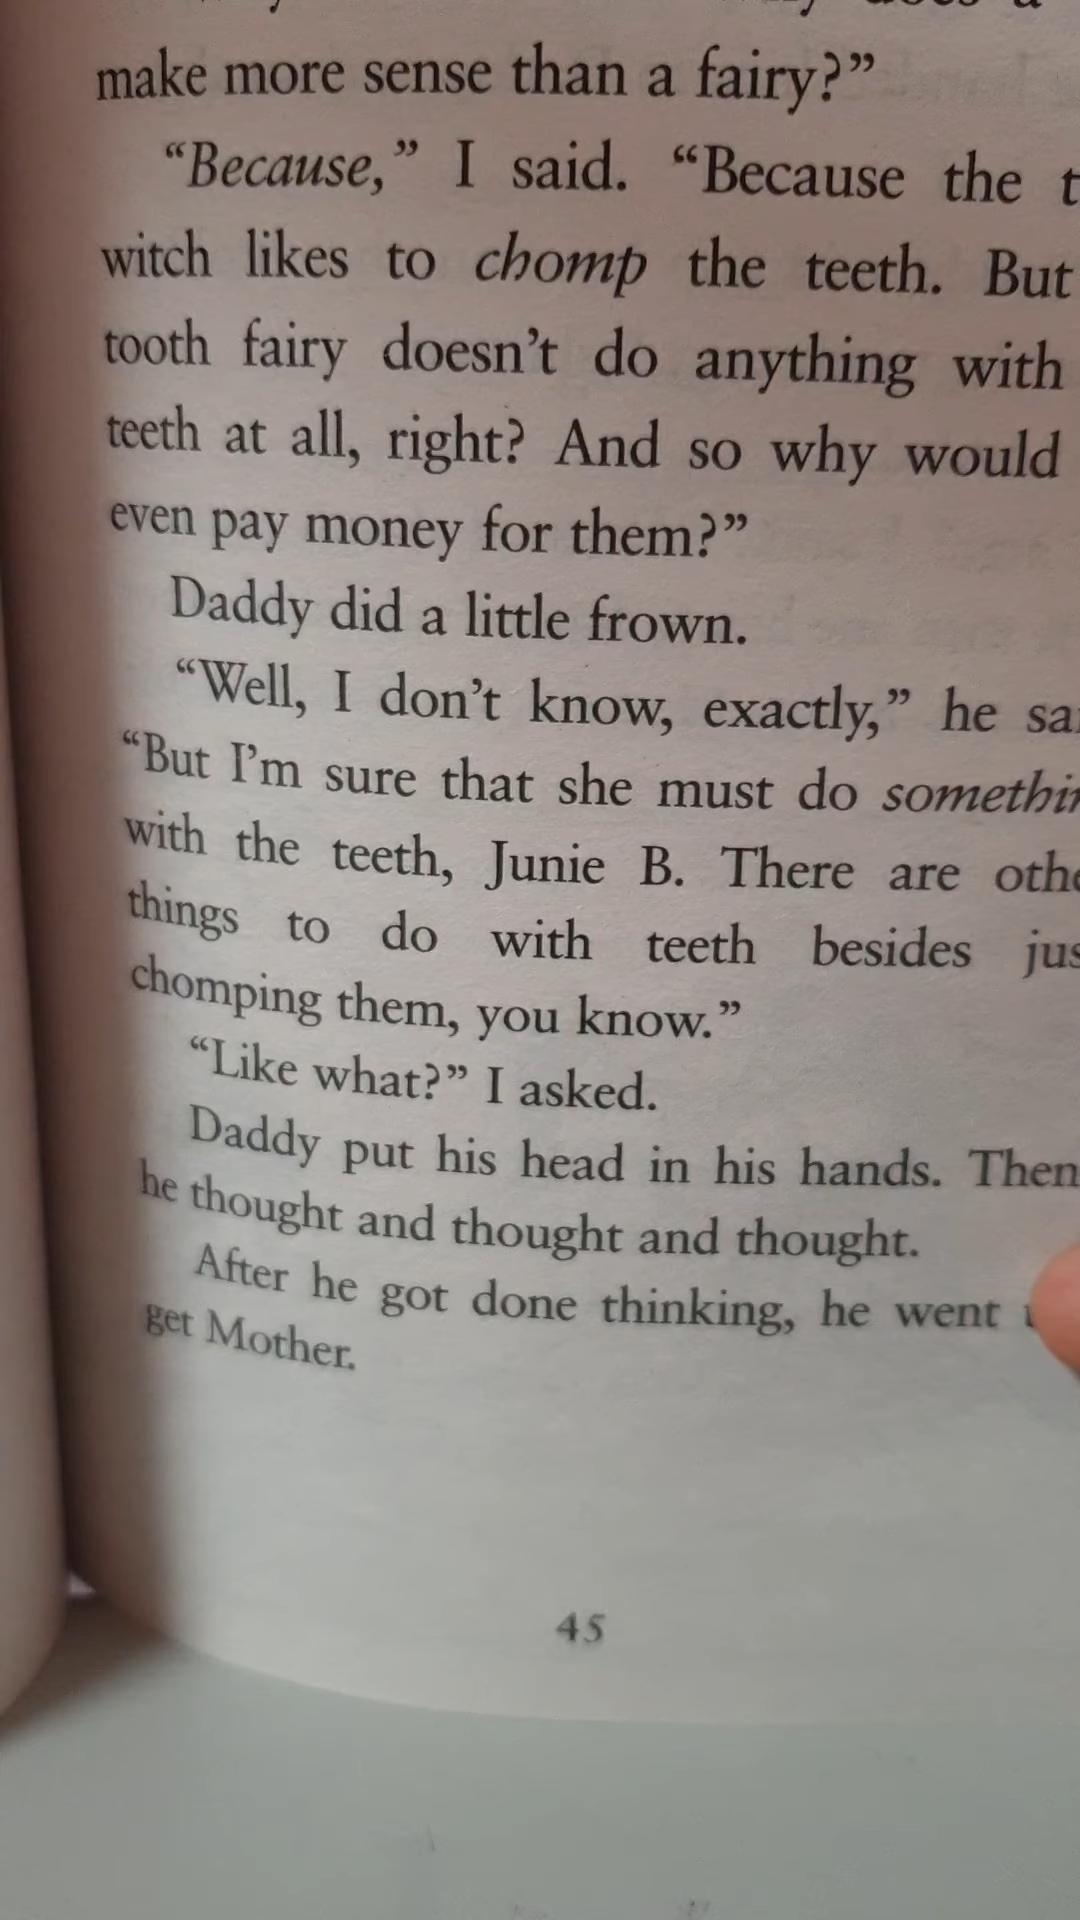 make more sense than a fairy?”
“Because,” I said. “Because the
witch likes to chomp the teeth. But
tooth fairy doesn’t do anything with
teeth at all, right? And so why would
even pay money for them?”
Daddy did a little frown.
“Well, I don’t know, exactly,” he
“But I’m sure that she must do
with the teeth, Junie B. There are
things to do with teeth besides
chomping them, you know.”
“Like what?” I asked.
Daddy put his head in his hands. Then
he thought and thought and thought.
After he got done thinking, he went
get Mother.
45